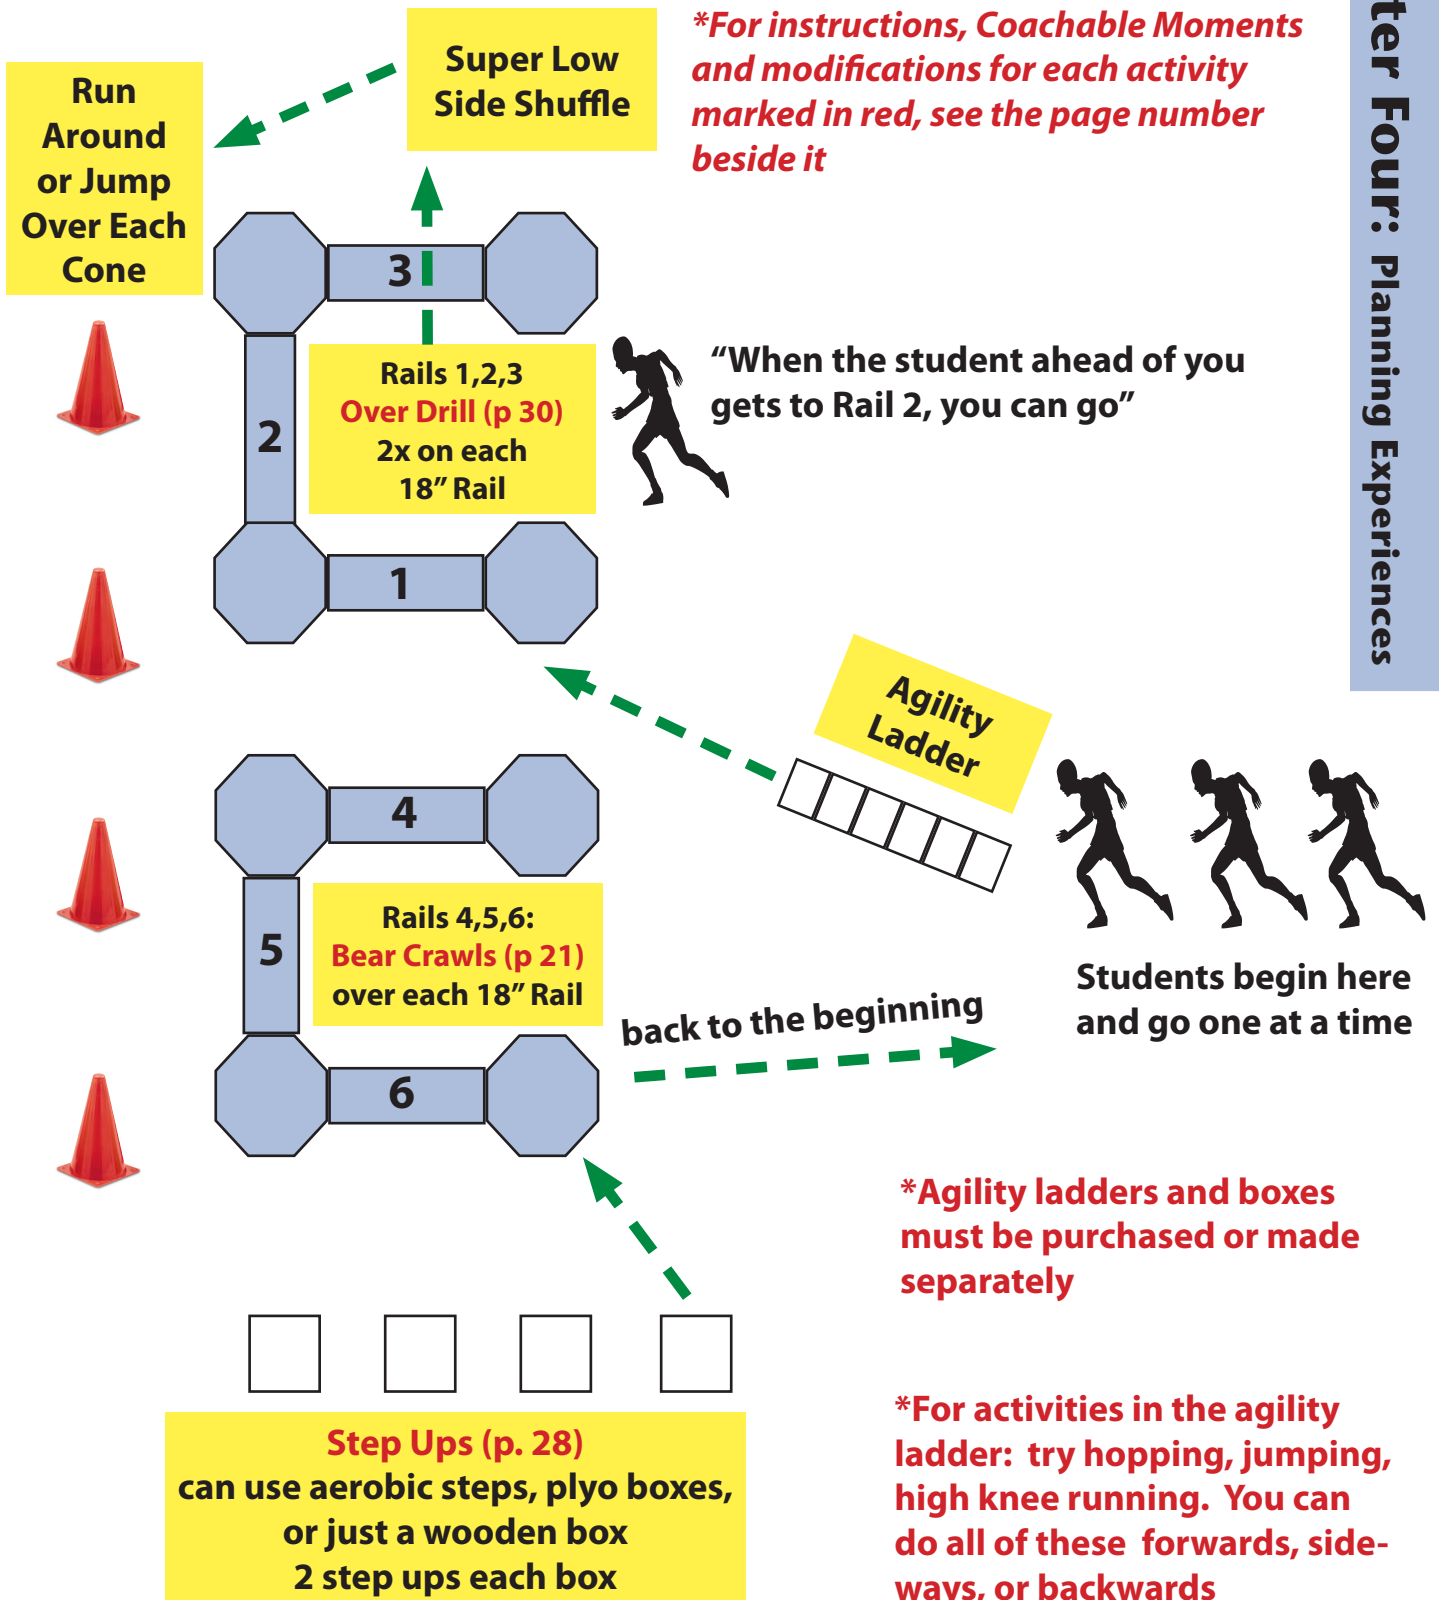 *For instructions, Coachable Moments
and modifications for each activity
marked in red, see the page number
beside it
Super Low
Side Shuffle
Run
Around
or Jump
Over Each
Cone
Four: Planning Experiences
3
Rails 1,2,3
Over Drill (p 30)
2x on each
18” Rail
2
“When the student ahead of you
gets to Rail 2, you can go”
1
Agility
Ladder
4
5
Rails 4,5,6:
Bear Crawls (p 21)
over each 18” Rail
Students begin here
and go one at a time
back to the beginning
6
*Agility ladders and boxes
must be purchased or made
separately
Step Ups (p. 28)
can use aerobic steps, plyo boxes,
or just a wooden box
2 step ups each box
*For activities in the agility
ladder:  try hopping, jumping,
high knee running.  You can
do all of these  forwards, side-
ways, or backwards